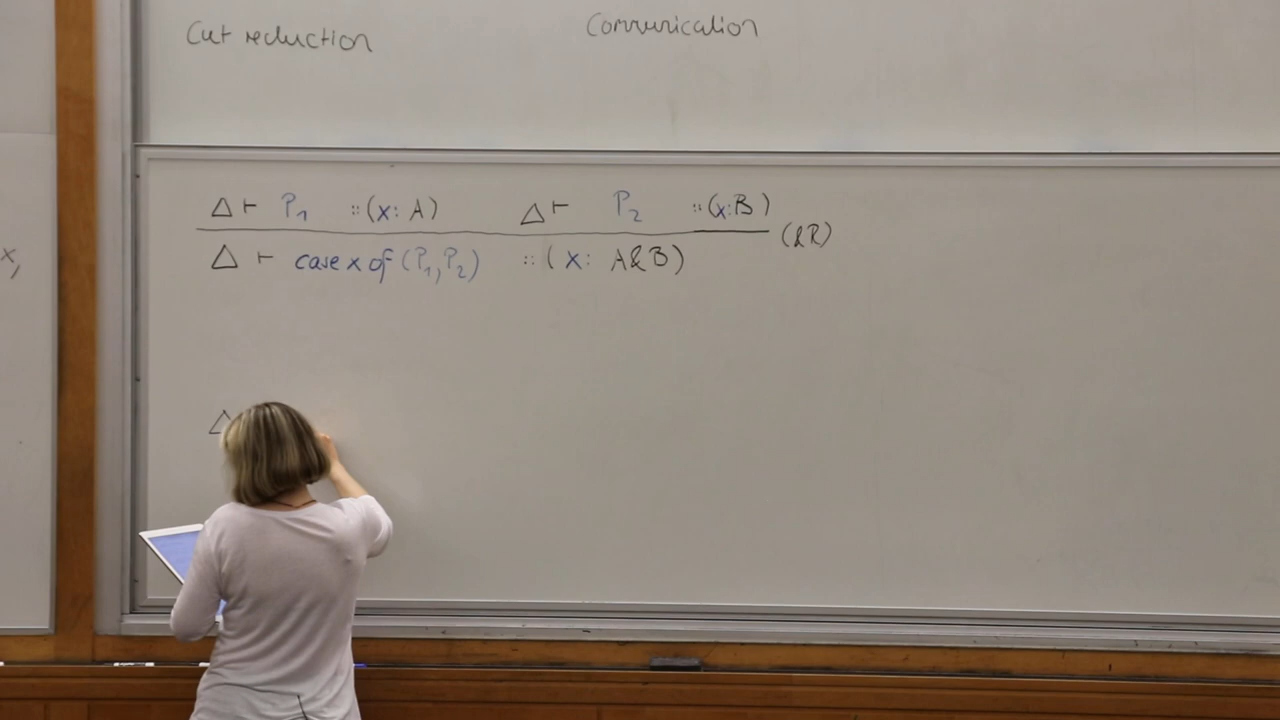 Cut reduction
Communication
x,
Δ ⊢ P₁ :: (x: A) Δ ⊢ P₂ :: (x:B)
(&R)
Δ ⊢ case x of (P₁, P₂) :: (x: A&B)
Δ